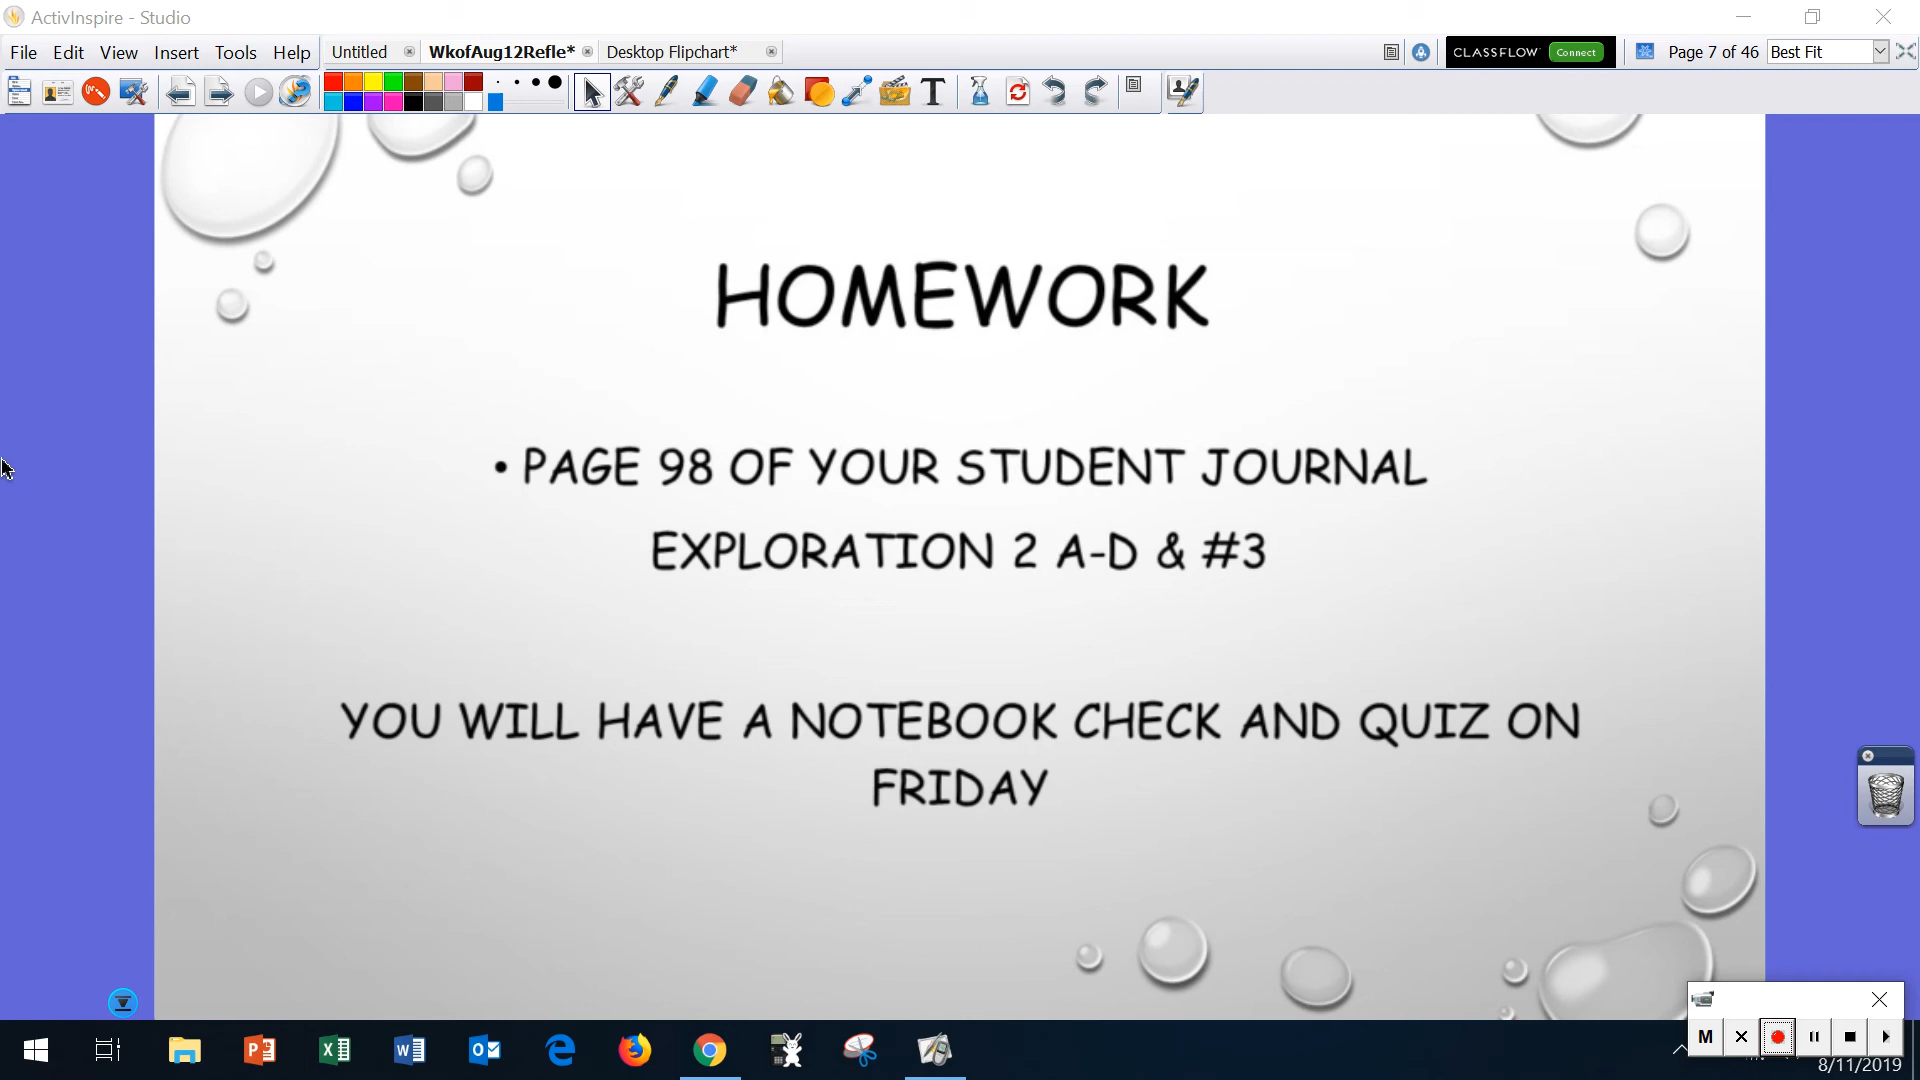 ActivInspire - Studio
File Edit View Insert Tools Help
Untitled
WkofAug12Refle*
Desktop Flipchart*
CLASSFLOW Connect
Page 7 of 46
Best Fit
T
HOMEWORK
• PAGE 98 OF YOUR STUDENT JOURNAL
EXPLORATION 2 A-D & #3
YOU WILL HAVE A NOTEBOOK CHECK AND QUIZ ON
FRIDAY
M
8/11/2019